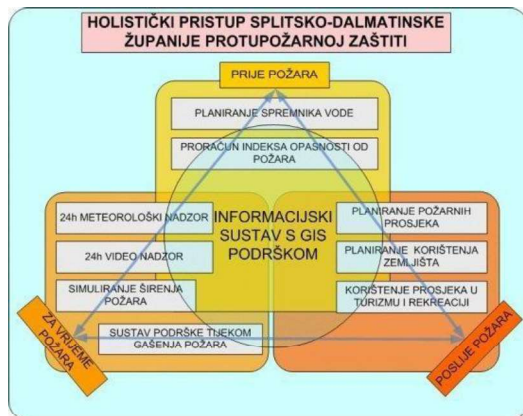 HOLISTIČKI PRISTUP SPLITSKO-DALMATINSKE
ŽUPANIJE PROTUPOŽARNOJ ZAŠTITI
PRIJE POŽARA
PLANIRANJE SPREMNIKA VODE
PRORAČUN INDEKSA OPASNOSTI OD
POŽARA
24h METEOROLOŠKI NADZOR
24h VIDEO NADZOR
SIMULIRANJE ŠIRENJA
POŽARA
SUSTAV PODRŠKE TIJEKOM
GAŠENJA POŽARA
INFORMACIJSKI
SUSTAV S GIS
PODRŠKOM
PLANIRANJE POŽARNIH
PROSJEKA
PLANIRANJE KORIŠTENJA
ZEMLJIŠTA
KORIŠTENJE PROSJEKA U
TURIZMU I REKREACIJI
ZA VRIJEME
POŽARA
POSLIJE POŽARA